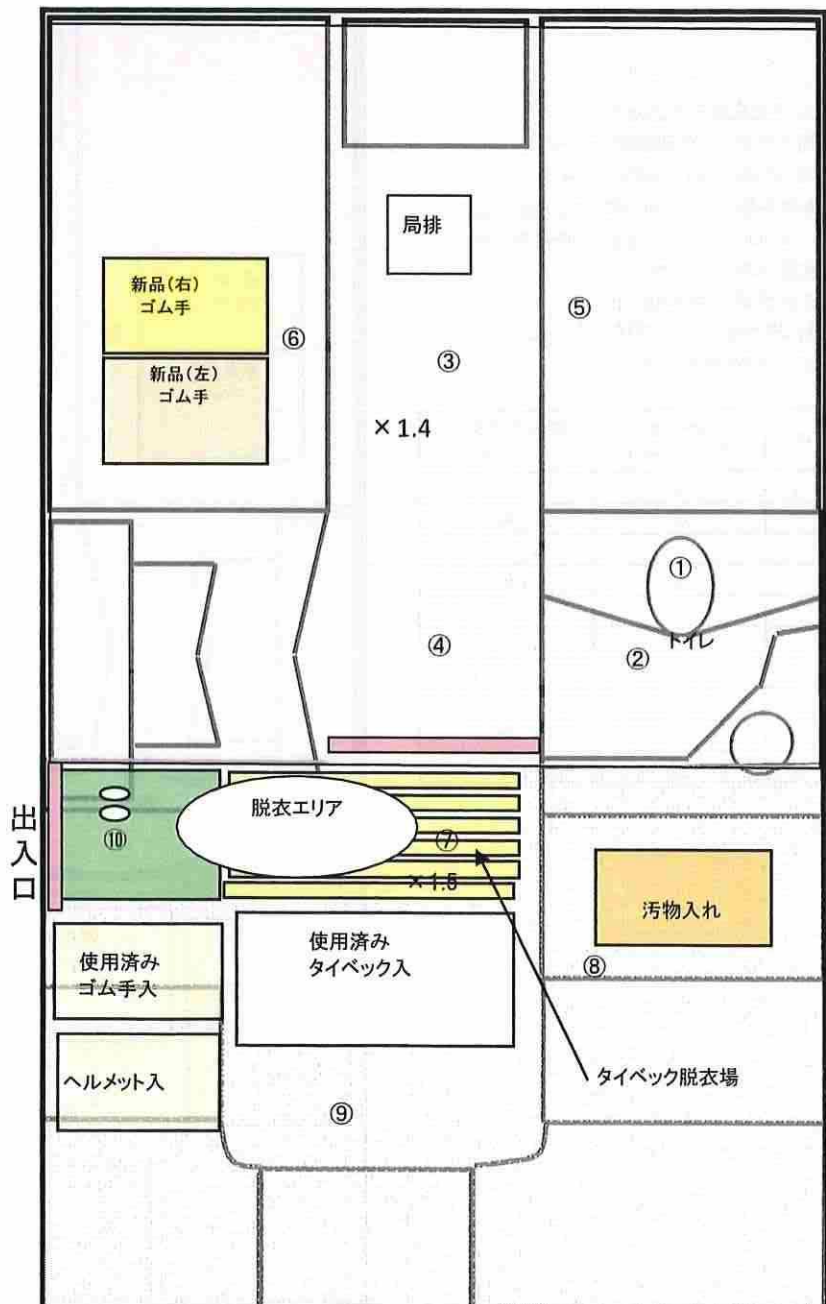 局排
新品(右)
ゴム手
⑥
⑤
③
新品(左)
ゴム手
×1.4
①
④
②
トイレ
出入口
脱衣エリア
⑩
⑦
×1.5
汚物入れ
使用済み
ゴム手入
使用済み
タイベック入
⑧
ヘルメット入
タイベック脱衣場
⑨